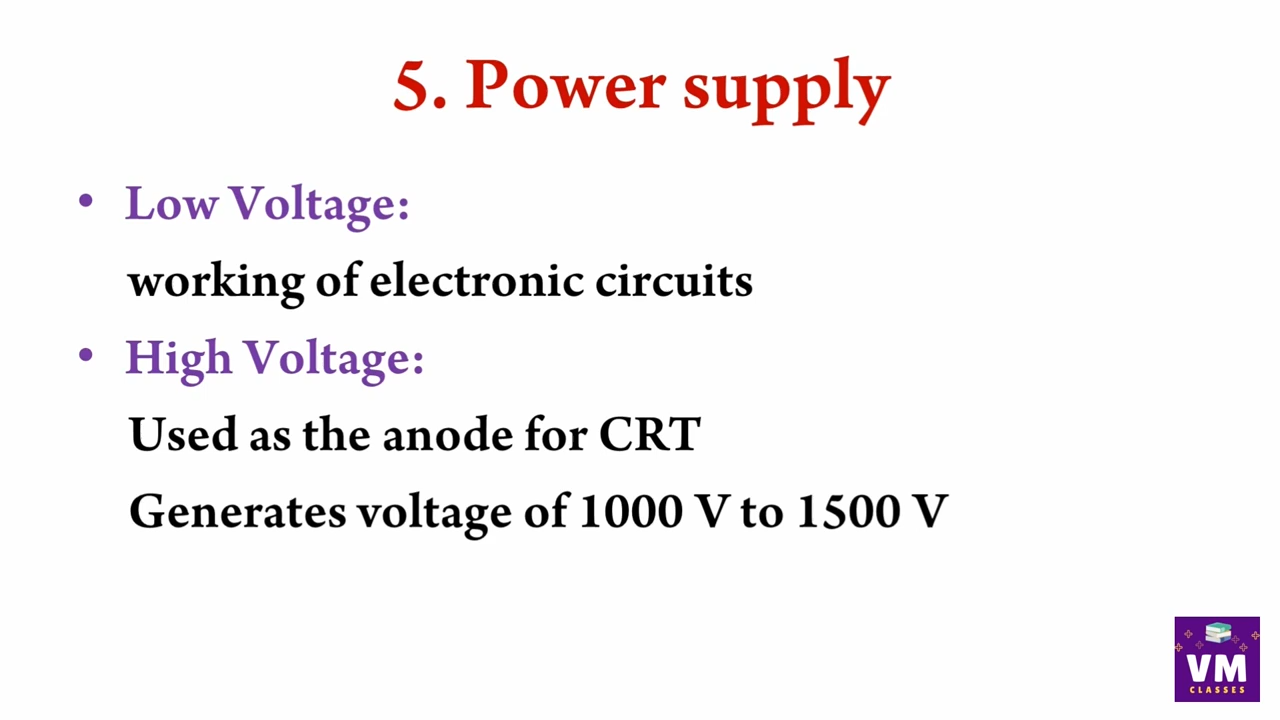 5. Power supply
• Low Voltage:
working of electronic circuits
• High Voltage:
Used as the anode for CRT
Generates voltage of 1000 V to 1500 V
VM
CLASSES